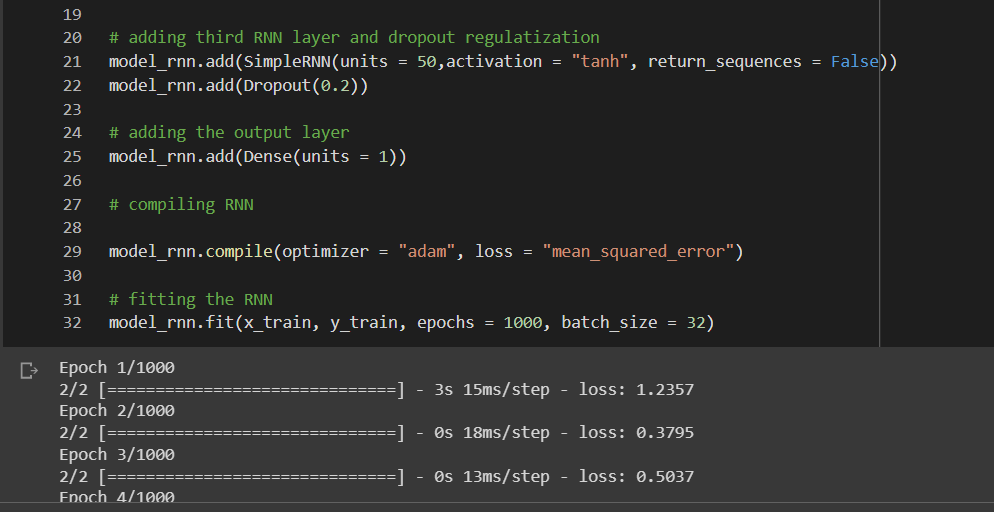 19
20 # adding third RNN layer and dropout regulatization
21 model_rnn.add(SimpleRNN(units = 50,activation = "tanh", return_sequences = False))
22 model_rnn.add(Dropout(0.2))
23
24 # adding the output layer
25 model_rnn.add(Dense(units = 1))
26
27 # compiling RNN
28
29 model_rnn.compile(optimizer = "adam", loss = "mean_squared_error")
30
31 # fitting the RNN
32 model_rnn.fit(x_train, y_train, epochs = 1000, batch_size = 32)
Epoch 1/1000
2/2 [==============================] - 3s 15ms/step - loss: 1.2357
Epoch 2/1000
2/2 [==============================] - 0s 18ms/step - loss: 0.3795
Epoch 3/1000
2/2 [==============================] - 0s 13ms/step - loss: 0.5037
Epoch 4/1000